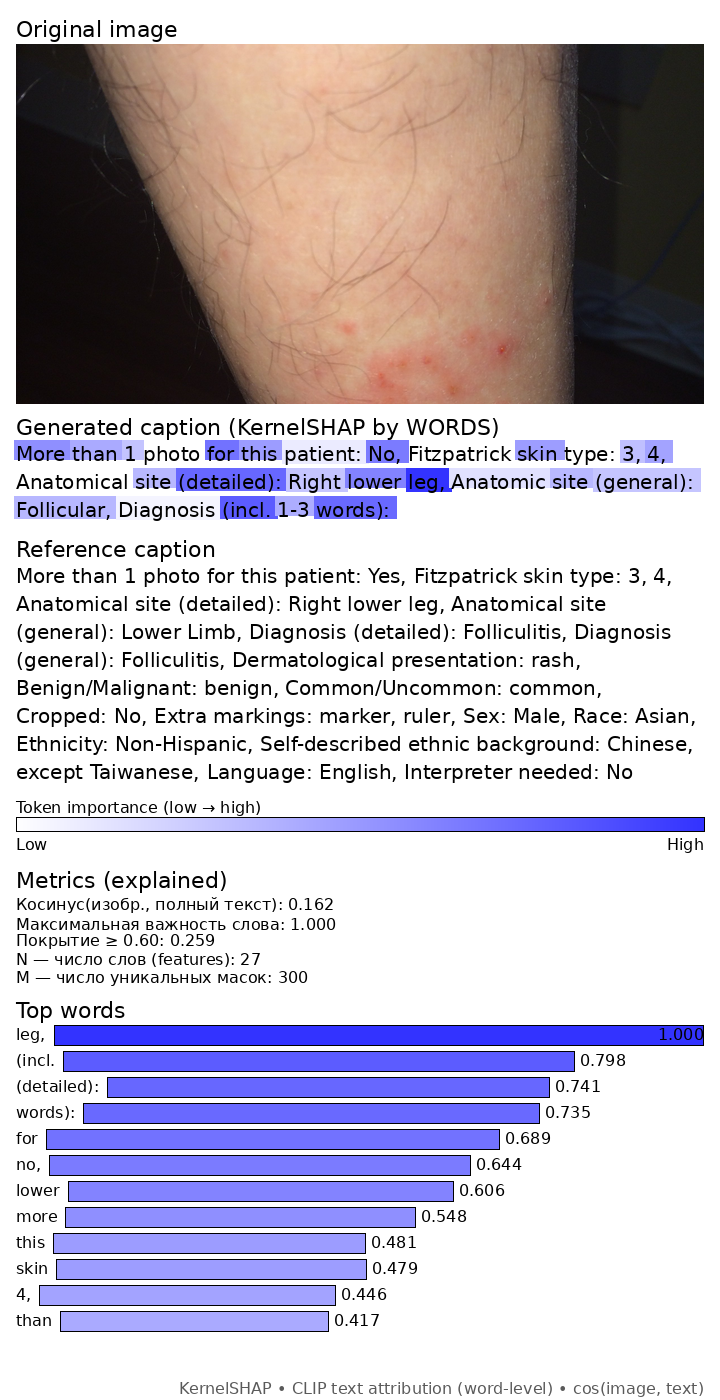 Original image
Generated caption (KernelSHAP by WORDS)
More than 1 photo for this patient: No, Fitzpatrick skin type: 3, 4,
Anatomical site (detailed): Right lower leg, Anatomic site (general):
Follicular, Diagnosis (incl. 1-3 words):
Reference caption
More than 1 photo for this patient: Yes, Fitzpatrick skin type: 3, 4,
Anatomical site (detailed): Right lower leg, Anatomical site
(general): Lower Limb, Diagnosis (detailed): Folliculitis, Diagnosis
(general): Folliculitis, Dermatological presentation: rash,
Benign/Malignant: benign, Common/Uncommon: common,
Cropped: No, Extra markings: marker, ruler, Sex: Male, Race: Asian,
Ethnicity: Non-Hispanic, Self-described ethnic background: Chinese,
except Taiwanese, Language: English, Interpreter needed: No
Token importance (low → high)
Low High
Metrics (explained)
Косинус(изобр., полный текст): 0.162
Максимальная важность слова: 1.000
Покрытие ≥ 0.60: 0.259
N — число слов (features): 27
M — число уникальных масок: 300
Top words
leg, 1.000
(incl. 0.798
(detailed): 0.741
words): 0.735
for 0.689
no, 0.644
lower 0.606
more 0.548
this 0.481
skin 0.479
4, 0.446
than 0.417
KernelSHAP • CLIP text attribution (word-level) • cos(image, text)